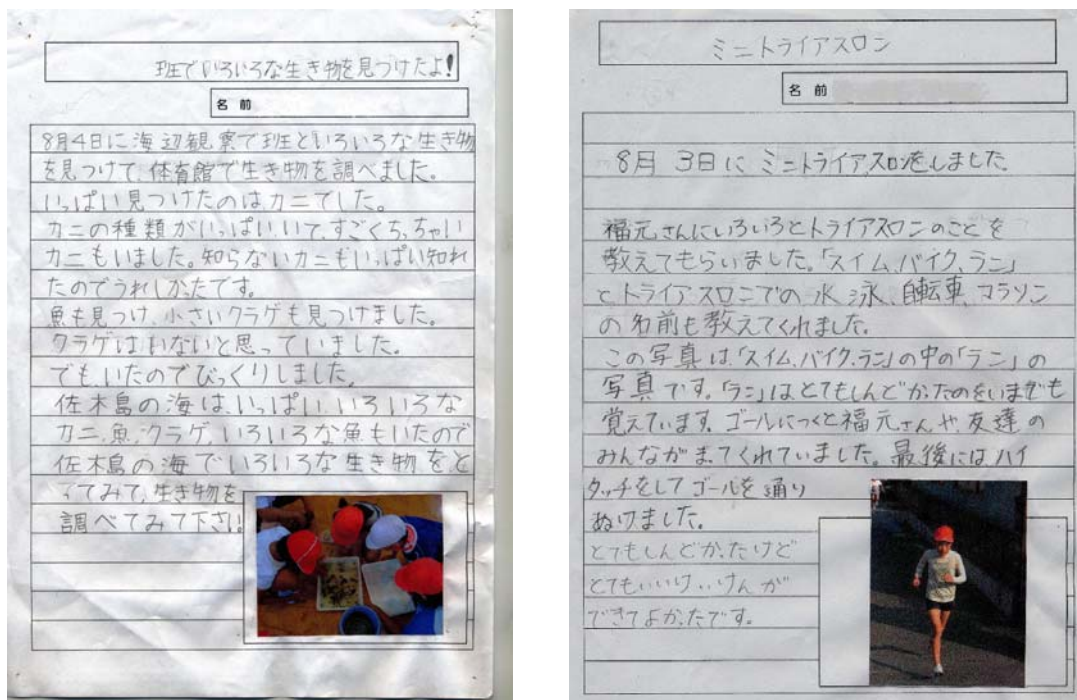 班でいろいろな生き物を見つけたよ!
名前
8月4日に海辺観察で班といろいろな生き物
を見つけて、体育館で生き物を調べました。
いっぱい見つけたのはカニでした。
カニの種類がいっぱいいて、すごくちっちゃい
カニもいました。知らないカニもいっぱい知れ
たのでうれしかたです。
魚も見つけ、小さいクラゲも見つけました。
クラゲはいないと思っていました。
でも、いたのでびっくりしました。
佐木島の海は、いっぱい、いろいろな
カニ、魚、クラゲ、いろいろな魚もいたので
佐木島の海でいろいろな生き物をと
ってみて、生き物を
調べてみて下さい
ミニトライアスロン
名前
8月3日にミニトライアスロンをしました
福元さんにいろいろとトライアスロンのことを
教えてもらいました。「スイム、バイク、ラン」
とトライアスロンでの水泳、自転車、マラソン
の名前も教えてくれました。
この写真は、「スイム、バイク、ラン」の中の「ラン」の
写真です。「ラン」はとてもしんどかったのをいまでも
覚えています。ゴールにつくと福元さんや、友達の
みんながまってくれていました。最後には、ハイ
タッチをしてゴールを通り
ぬけました。
とてもしんどかったけど
とてもいいけいけんが
できてよかったです。